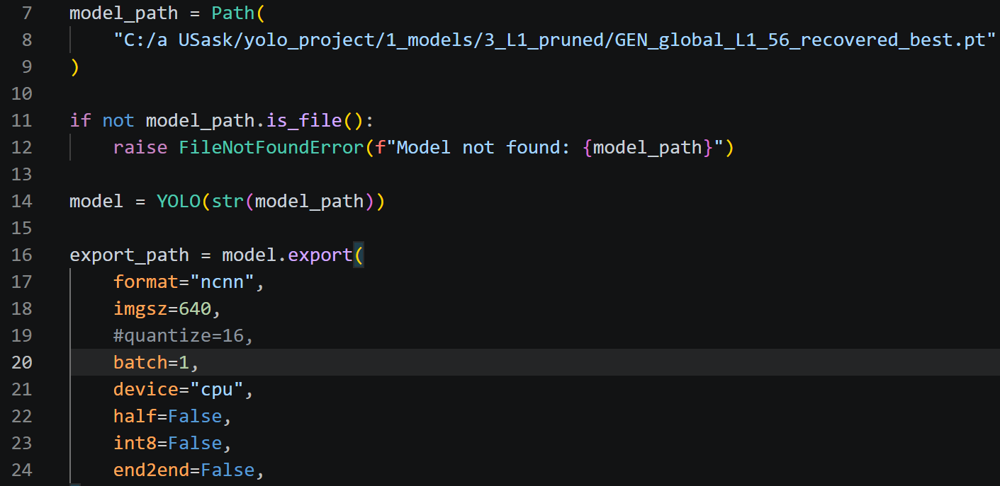 7 model_path = Path(
8 "C:/a USask/yolo_project/1_models/3_L1_pruned/GEN_global_L1_56_recovered_best.pt"
9 )
10
11 if not model_path.is_file():
12 raise FileNotFoundError(f"Model not found: {model_path}")
13
14 model = YOLO(str(model_path))
15
16 export_path = model.export(
17 format="ncnn",
18 imgsz=640,
19 #quantize=16,
20 batch=1,
21 device="cpu",
22 half=False,
23 int8=False,
24 end2end=False,